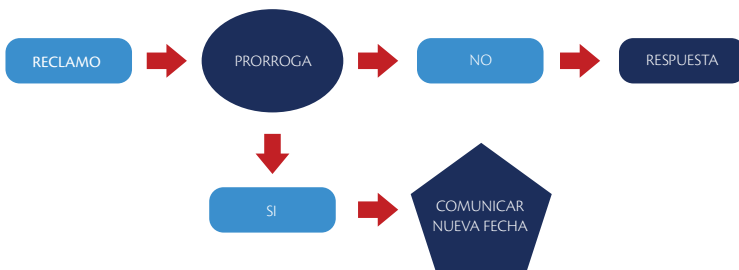 RECLAMO
PRORROGA
NO
RESPUESTA
SI
COMUNICAR
NUEVA FECHA